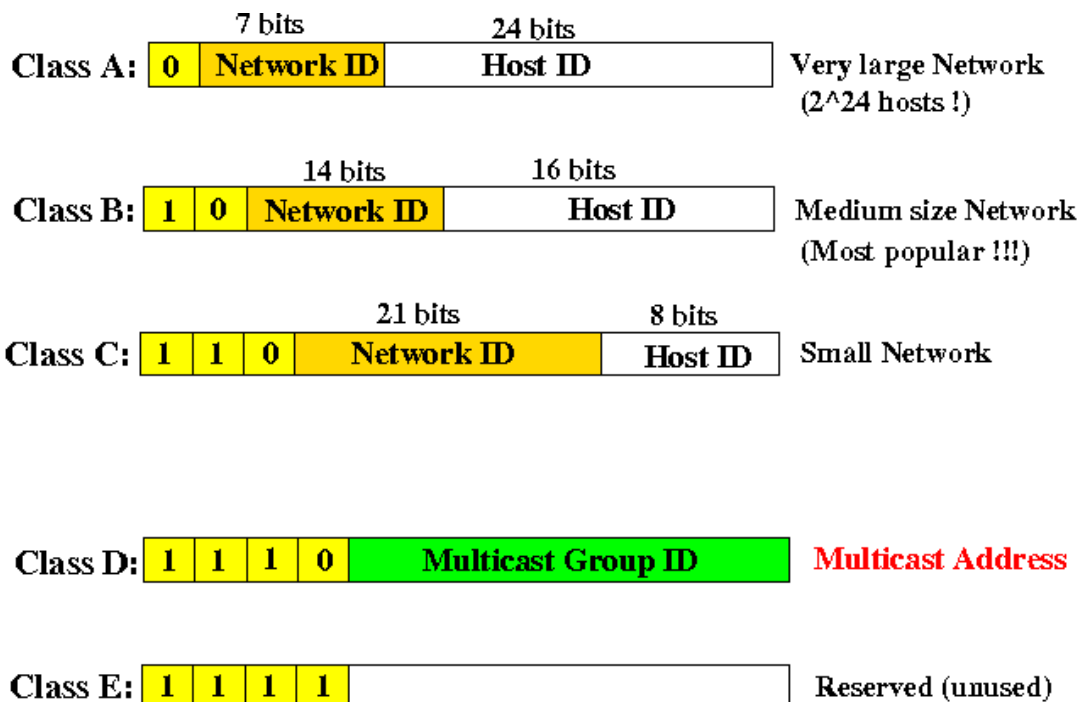 7 bits 24 bits
Class A: 0 Network ID Host ID Very large Network
(2^24 hosts !)
14 bits 16 bits
Class B: 1 0 Network ID Host ID Medium size Network
(Most popular !!!)
21 bits 8 bits
Class C: 1 1 0 Network ID Host ID Small Network
Class D: 1 1 1 0 Multicast Group ID Multicast Address
Class E: 1 1 1 1 Reserved (unused)